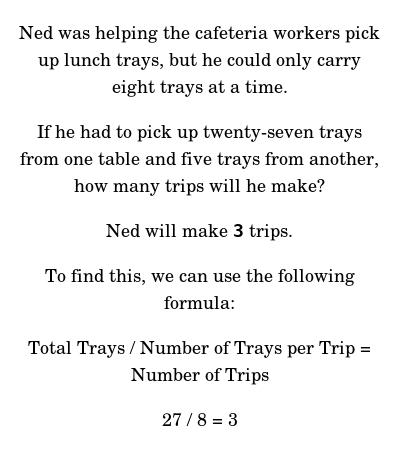 Ned was helping the cafeteria workers pick
up lunch trays, but he could only carry
eight trays at a time.
If he had to pick up twenty-seven trays
from one table and five trays from another,
how many trips will he make?
Ned will make 3 trips.
To find this, we can use the following
formula:
Total Trays / Number of Trays per Trip =
Number of Trips
27 / 8 = 3